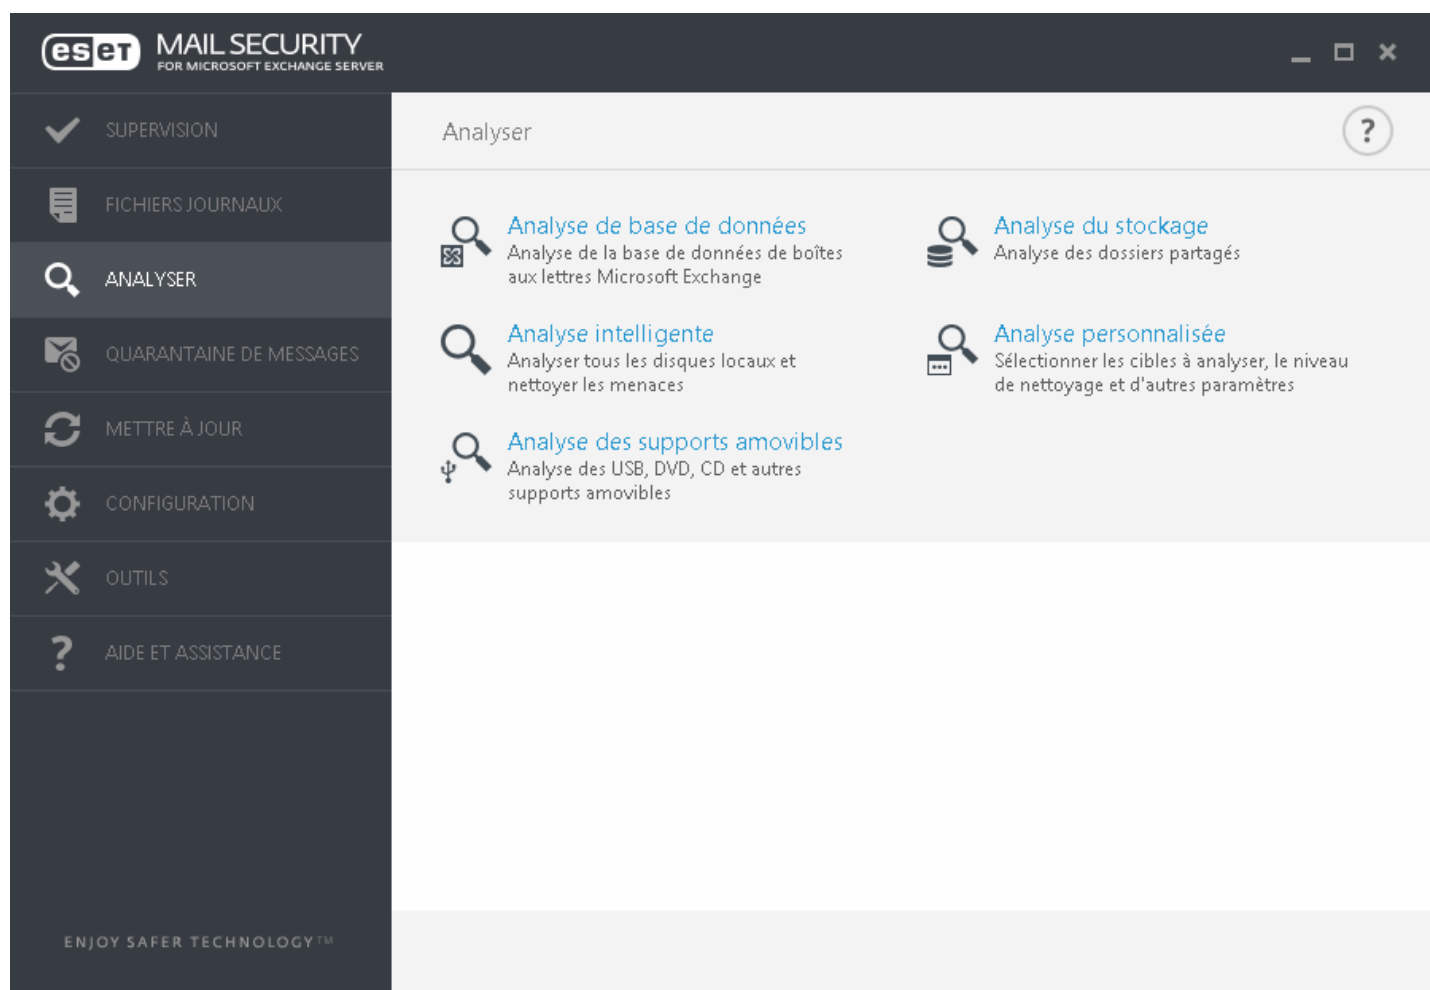 eset MAIL SECURITY
FOR MICROSOFT EXCHANGE SERVER
SUPERVISION
FICHIERS JOURNAUX
ANALYSER
QUARANTAINE DE MESSAGES
METTRE À JOUR
CONFIGURATION
OUTILS
AIDE ET ASSISTANCE
ENJOY SAFER TECHNOLOGY™
Analyser
?
Analyse de base de données
Analyse de la base de données de boîtes
aux lettres Microsoft Exchange
Analyse du stockage
Analyse des dossiers partagés
Analyse intelligente
Analyser tous les disques locaux et
nettoyer les menaces
Analyse personnalisée
Sélectionner les cibles à analyser, le niveau
de nettoyage et d'autres paramètres
Analyse des supports amovibles
Analyse des USB, DVD, CD et autres
supports amovibles